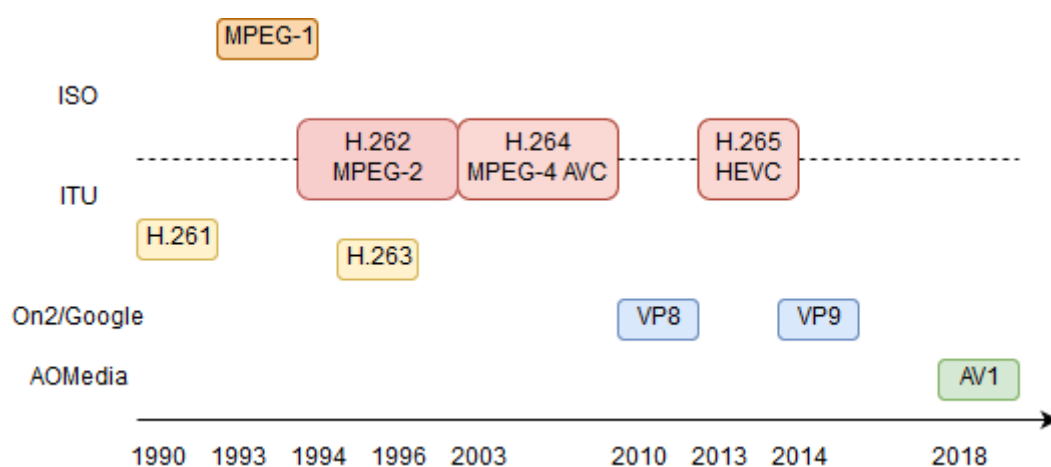 MPEG-1
ISO
H.262
MPEG-2
H.264
MPEG-4 AVC
H.265
HEVC
ITU
H.261
H.263
On2/Google
VP8
VP9
AOMedia
AV1
1990 1993 1994 1996 2003 2010 2013 2014 2018